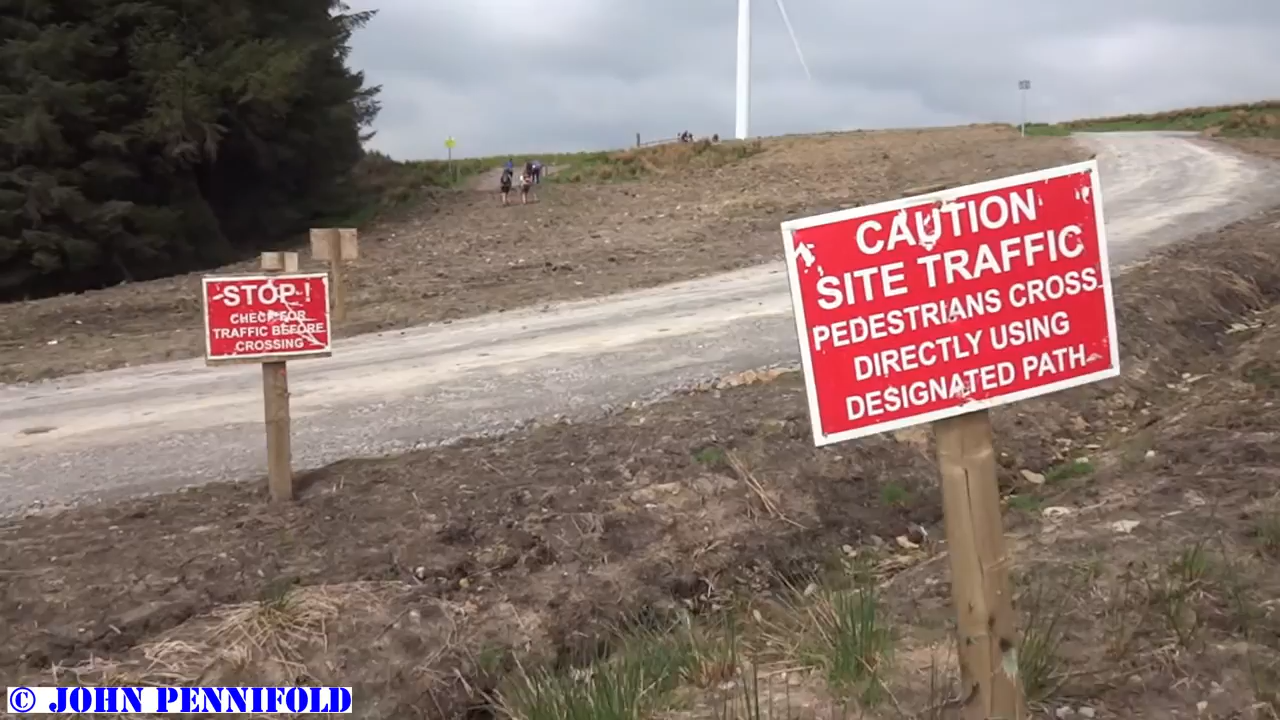 CAUTION
SITE TRAFFIC
PEDESTRIANS CROSS
DIRECTLY USING
DESIGNATED PATH
STOP !
CHECK FOR
TRAFFIC BEFORE
CROSSING
© JOHN PENNIFOLD